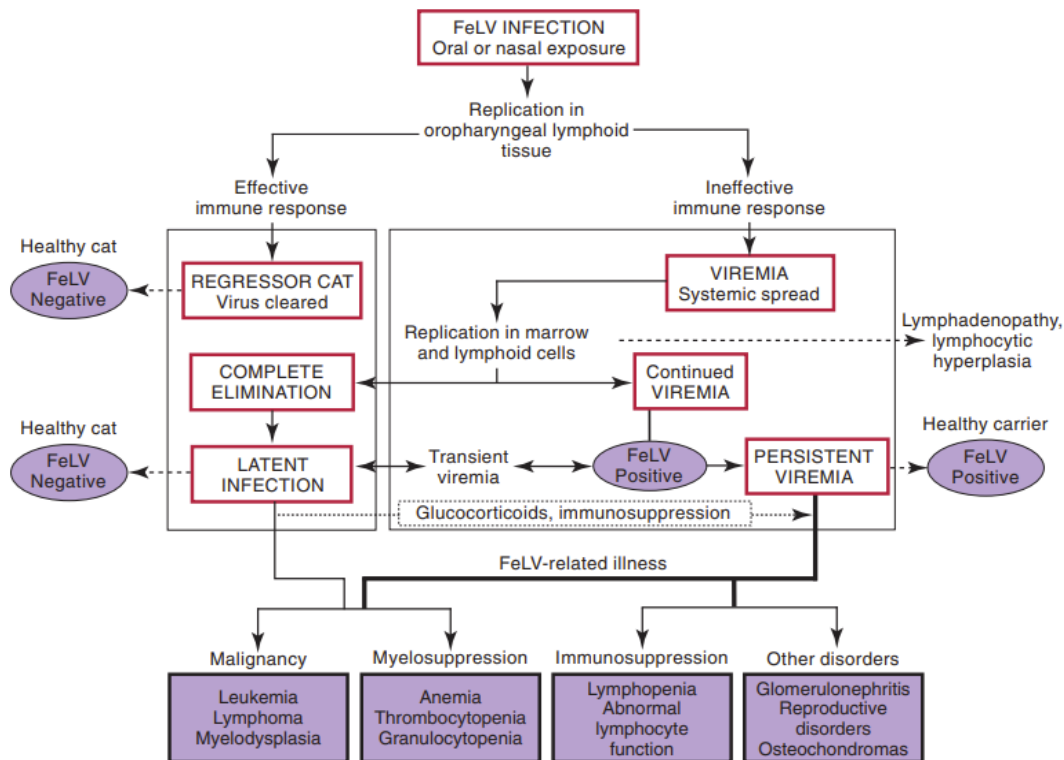 FeLV INFECTION
Oral or nasal exposure
Replication in
oropharyngeal lymphoid
tissue
Effective
immune response
Ineffective
immune response
Healthy cat
FeLV
Negative
REGRESSOR CAT
Virus cleared
VIREMIA
Systemic spread
Replication in marrow
and lymphoid cells
Lymphadenopathy,
lymphocytic
hyperplasia
COMPLETE
ELIMINATION
Continued
VIREMIA
Healthy cat
FeLV
Negative
LATENT
INFECTION
Transient
viremia
FeLV
Positive
PERSISTENT
VIREMIA
Healthy carrier
FeLV
Positive
Glucocorticoids, immunosuppression
FeLV-related illness
Malignancy
Leukemia
Lymphoma
Myelodysplasia
Myelosuppression
Anemia
Thrombocytopenia
Granulocytopenia
Immunosuppression
Lymphopenia
Abnormal
lymphocyte
function
Other disorders
Glomerulonephritis
Reproductive
disorders
Osteochondromas